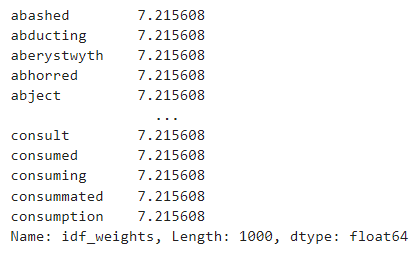 abashed 7.215608
abducting 7.215608
aberystwyth 7.215608
abhorred 7.215608
abject 7.215608
...
consult 7.215608
consumed 7.215608
consuming 7.215608
consummated 7.215608
consumption 7.215608
Name: idf_weights, Length: 1000, dtype: float64